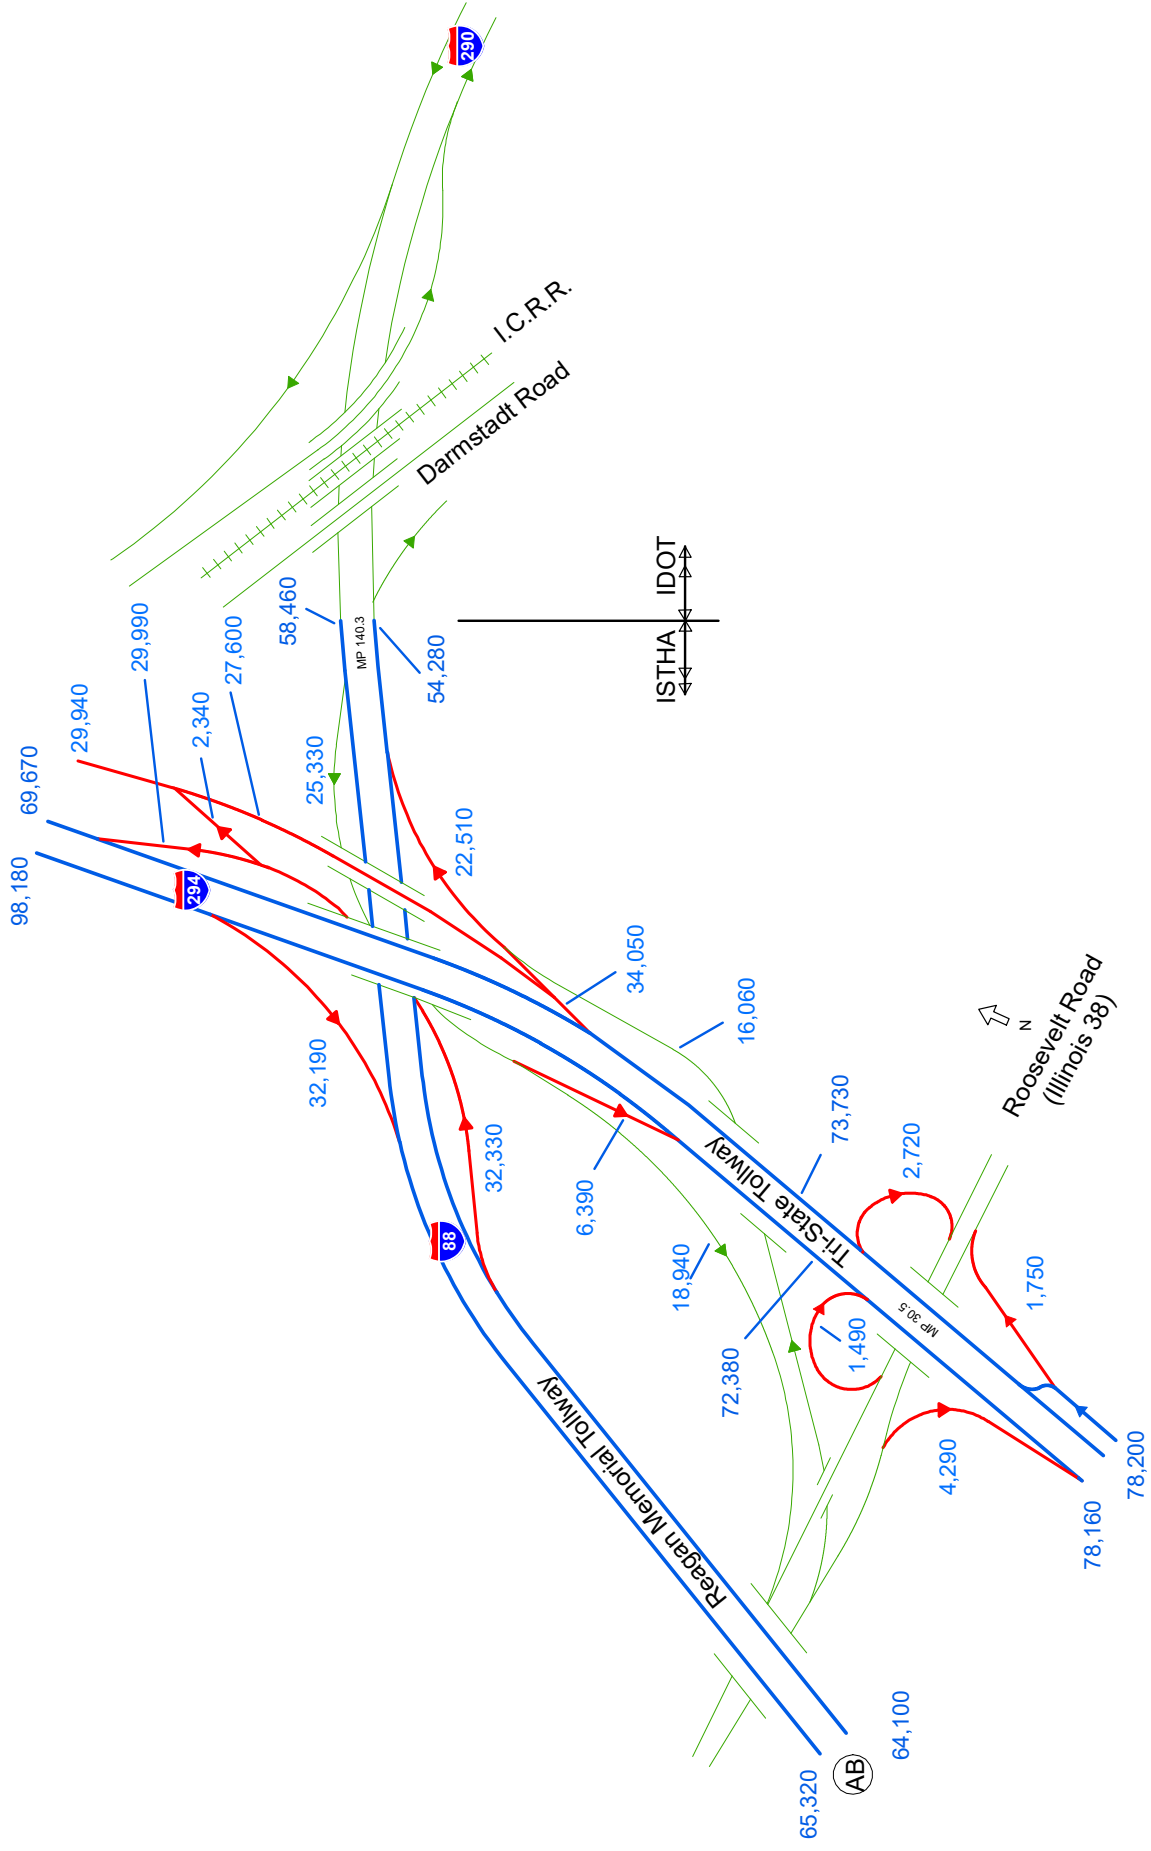 290
I.C.R.R.
Darmstadt Road
29,990
58,460
MP 140.3
27,600
2,340
29,940
69,670
98,180
54,280
ISTHA
IDOT
25,330
22,510
294
34,050
16,060
32,190
32,330
6,390
73,730
2,720
N
Roosevelt Road
(Illinois 38)
88
Tri-State Tollway
18,940
72,380
1,490
MP 30.5
1,750
4,290
78,200
78,160
Reagan Memorial Tollway
64,100
65,320
AB